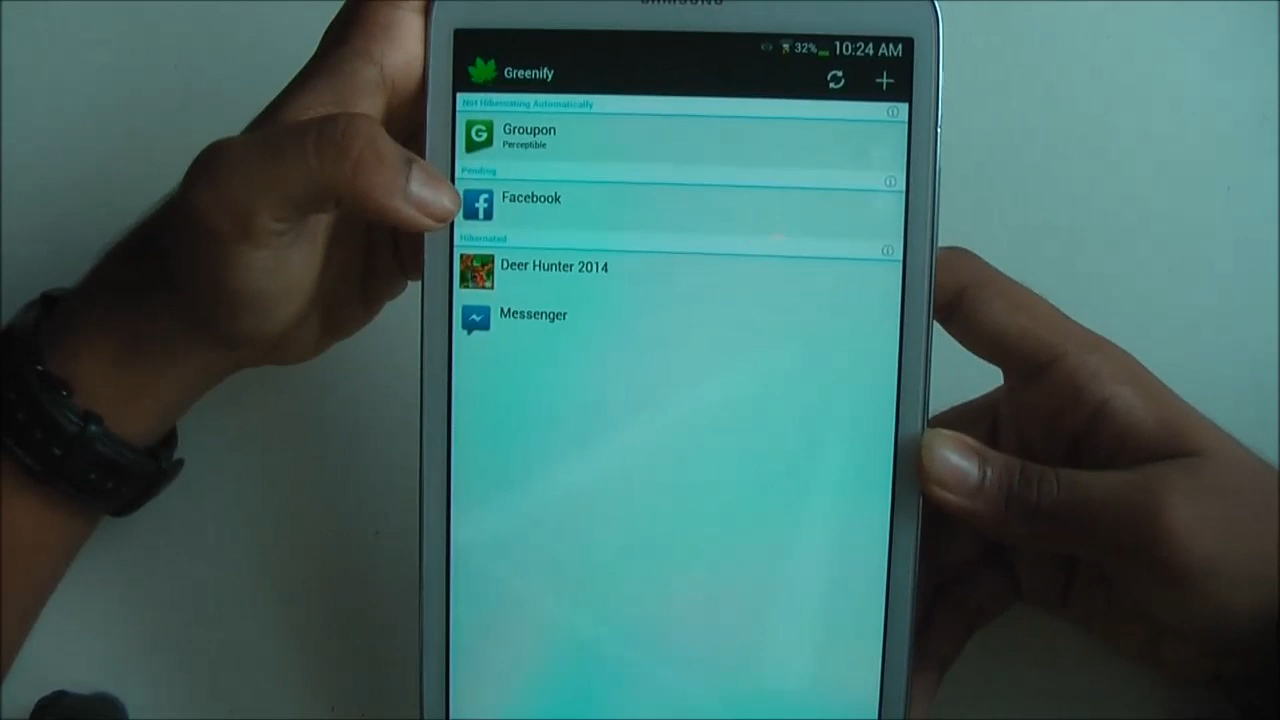 SAMSUNG
32% 10:24 AM
Greenify
Not Hibernating Automatically
Groupon
Perceptible
Pending
Facebook
Hibernated
Deer Hunter 2014
Messenger